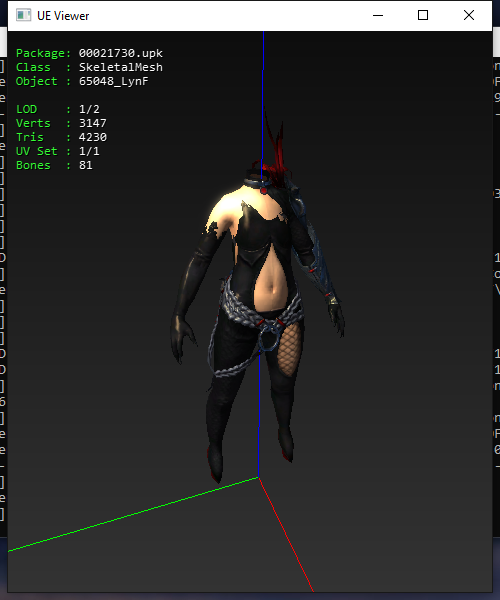 UE Viewer
Package: 00021730.upk
Class  : SkeletalMesh
Object : 65048_LynF
LOD    : 1/2
Verts  : 3147
Tris   : 4230
UV Set : 1/1
Bones  : 81